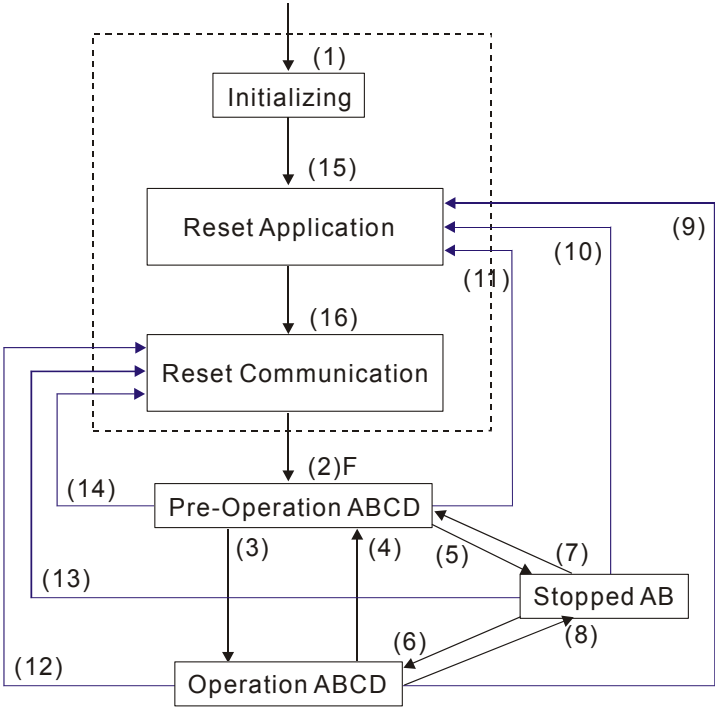 (1)
Initializing
(15)
Reset Application
(9)
(10)
(11)
(16)
Reset Communication
(2)F
(14)
Pre-Operation ABCD
(3)
(4)
(5)
(7)
(13)
Stopped AB
(6)
(8)
(12)
Operation ABCD